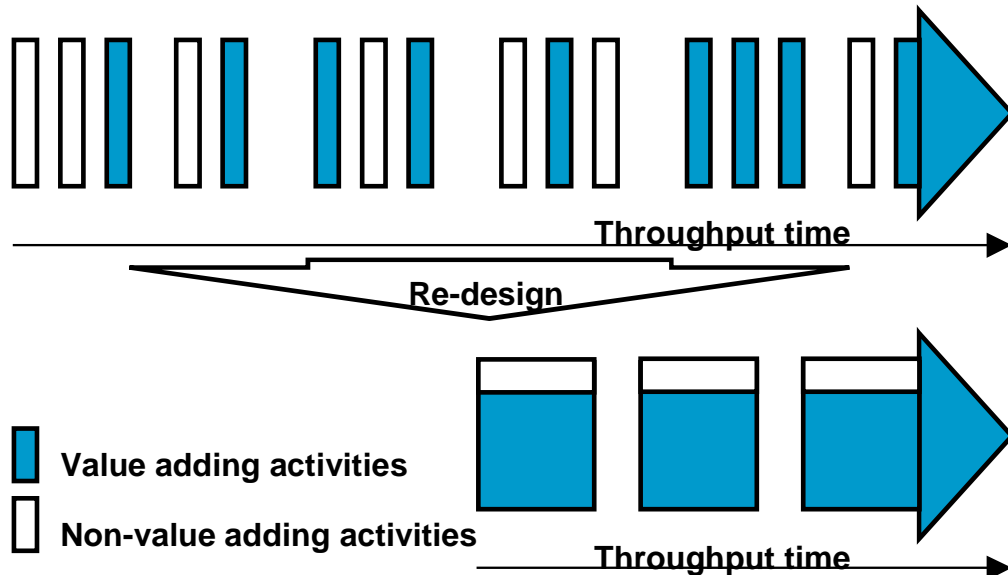 Throughput time
Re-design
Value adding activities
Non-value adding activities
Throughput time